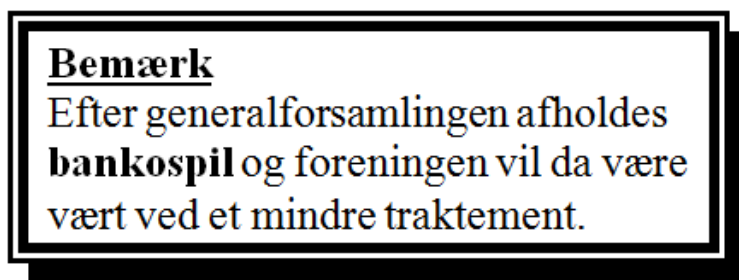 Bemærk
Efter generalforsamlingen afholdes
bankospil og foreningen vil da være
vært ved et mindre traktement.